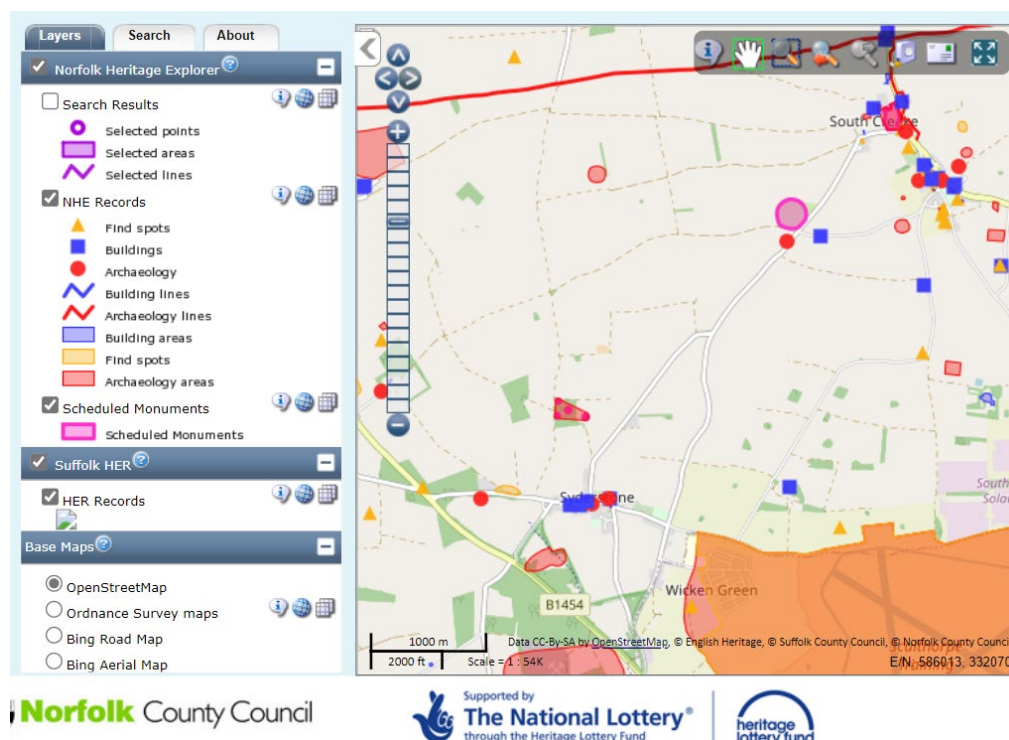 Layers
Search
About
Norfolk Heritage Explorer
Search Results
Selected points
Selected areas
Selected lines
NHE Records
Find spots
Buildings
Archaeology
Building lines
Archaeology lines
Building areas
Find spots
Archaeology areas
Scheduled Monuments
Scheduled Monuments
Suffolk HER
HER Records
Base Maps
OpenStreetMap
Ordnance Survey maps
Bing Road Map
Bing Aerial Map
South Creake
Syderstone
South
Sola
Wicken Green
B1454
1000 m
2000 ft
Scale = 1 : 54K
Data CC-By-SA by OpenStreetMap, © English Heritage, © Suffolk County Council, © Norfolk County Counci
E/N, 586013, 332070
Norfolk County Council
Supported by
The National Lottery®
through the Heritage Lottery Fund
heritage
lottery fund